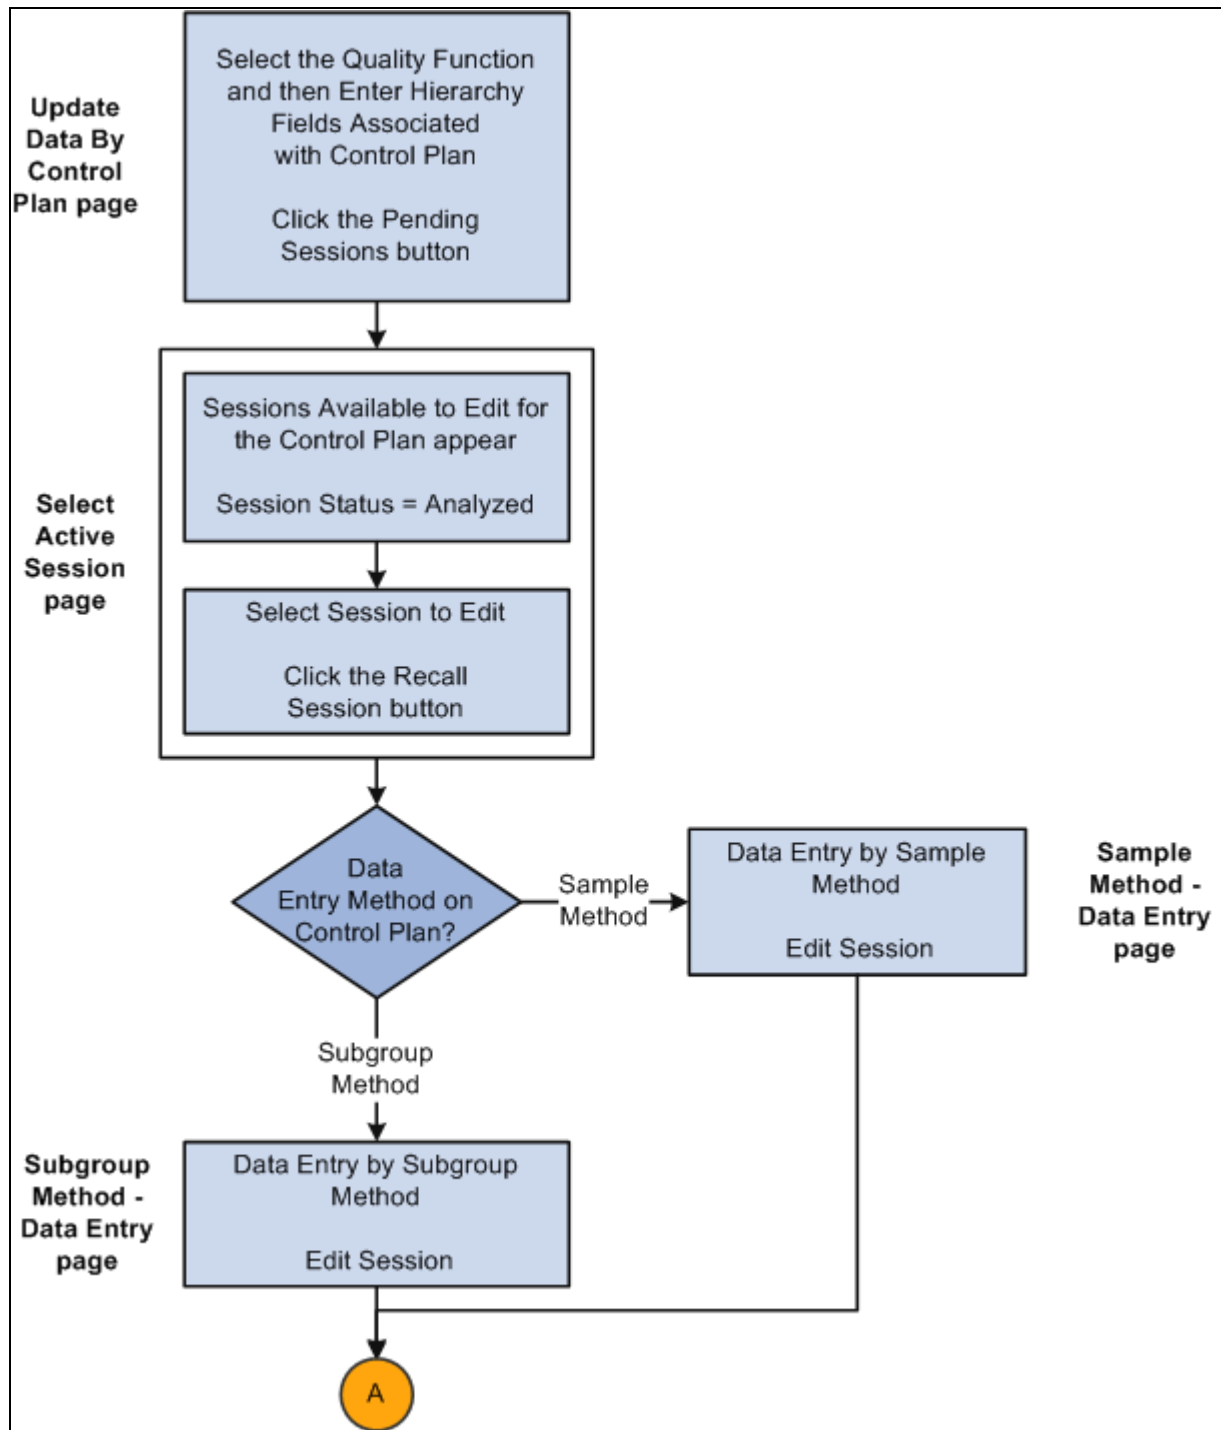 Update
Data By
Control
Plan page
Select the Quality Function
and then Enter Hierarchy
Fields Associated
with Control Plan
Click the Pending
Sessions button
Select
Active
Session
page
Sessions Available to Edit for
the Control Plan appear
Session Status = Analyzed
Select Session to Edit
Click the Recall
Session button
Data
Entry Method on
Control Plan?
Sample
Method
Data Entry by Sample
Method
Edit Session
Sample
Method -
Data Entry
page
Subgroup
Method
Subgroup
Method -
Data Entry
page
Data Entry by Subgroup
Method
Edit Session
A